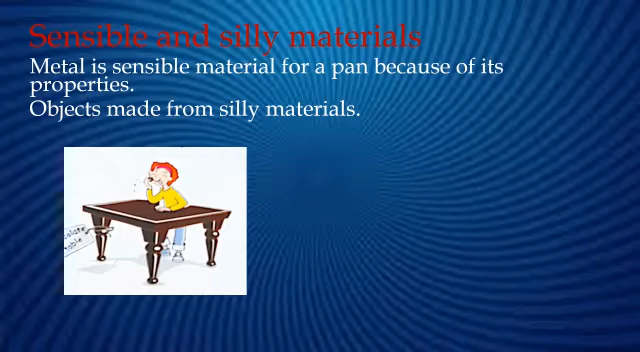 Sensible and silly materials
Metal is sensible material for a pan because of its
properties.
Objects made from silly materials.
table